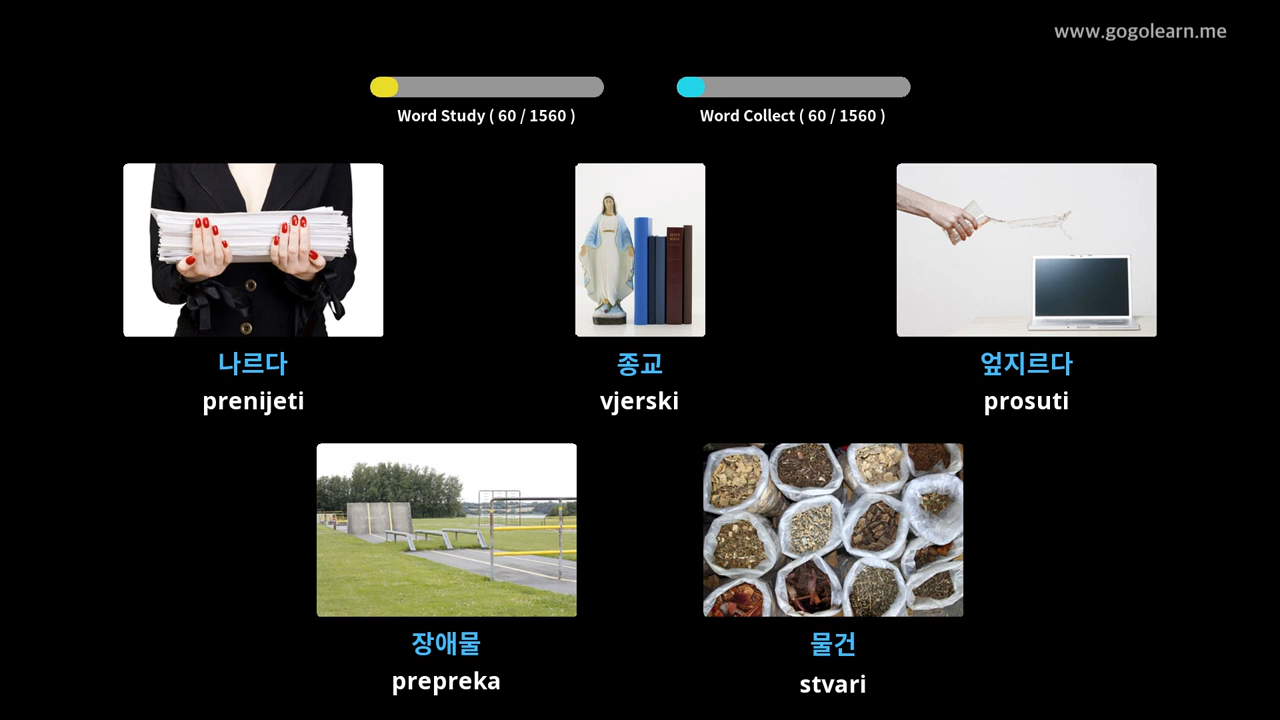 www.gogolearn.me
Word Study ( 60 / 1560 )
Word Collect ( 60 / 1560 )
나르다
prenijeti
종교
vjerski
엎지르다
prosuti
장애물
prepreka
물건
stvari